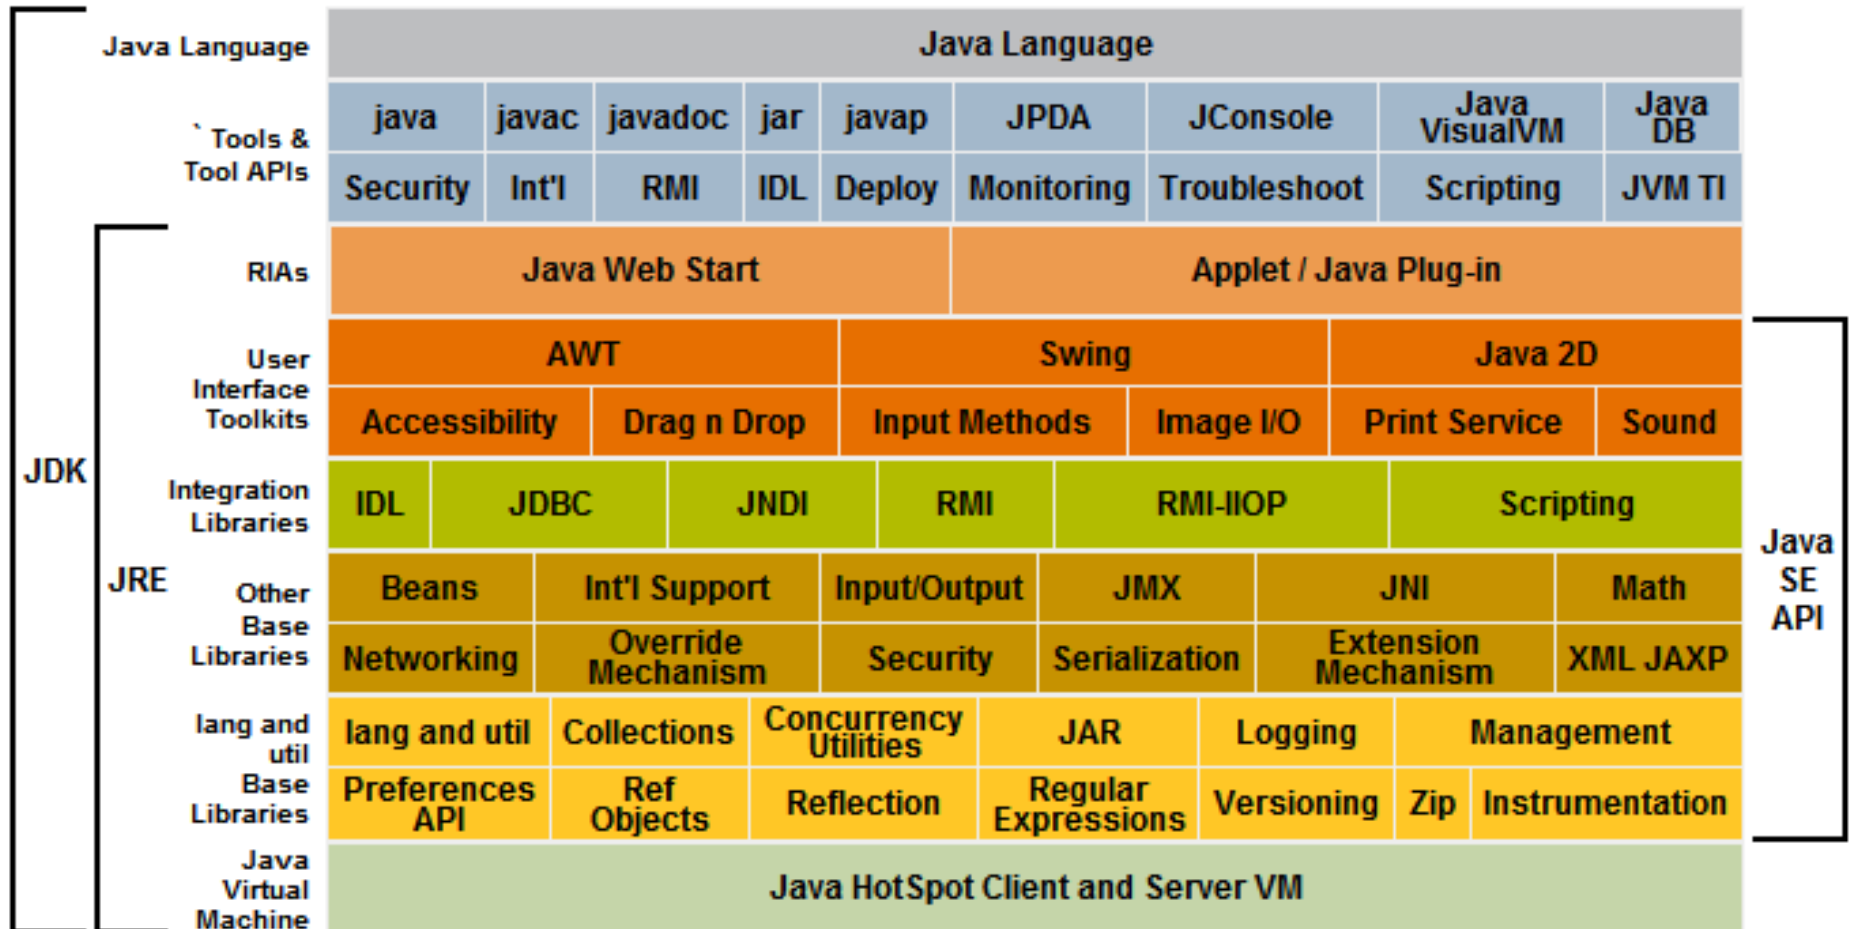 Java Language
Java Language
java javac javadoc jar javap JPDA JConsole Java VisualVM Java DB
` Tools &
Tool APIs
Security Int'l RMI IDL Deploy Monitoring Troubleshoot Scripting JVM TI
RIAs
Java Web Start Applet / Java Plug-in
User
Interface
Toolkits
AWT Swing Java 2D
Accessibility Drag n Drop Input Methods Image I/O Print Service Sound
JDK
Integration
Libraries
IDL JDBC JNDI RMI RMI-IIOP Scripting
Java
SE
API
JRE
Other
Base
Libraries
Beans Int'l Support Input/Output JMX JNI Math
Networking Override Mechanism Security Serialization Extension Mechanism XML JAXP
lang and
util
Base
Libraries
lang and util Collections Concurrency Utilities JAR Logging Management
Preferences API Ref Objects Reflection Regular Expressions Versioning Zip Instrumentation
Java
Virtual
Machine
Java HotSpot Client and Server VM